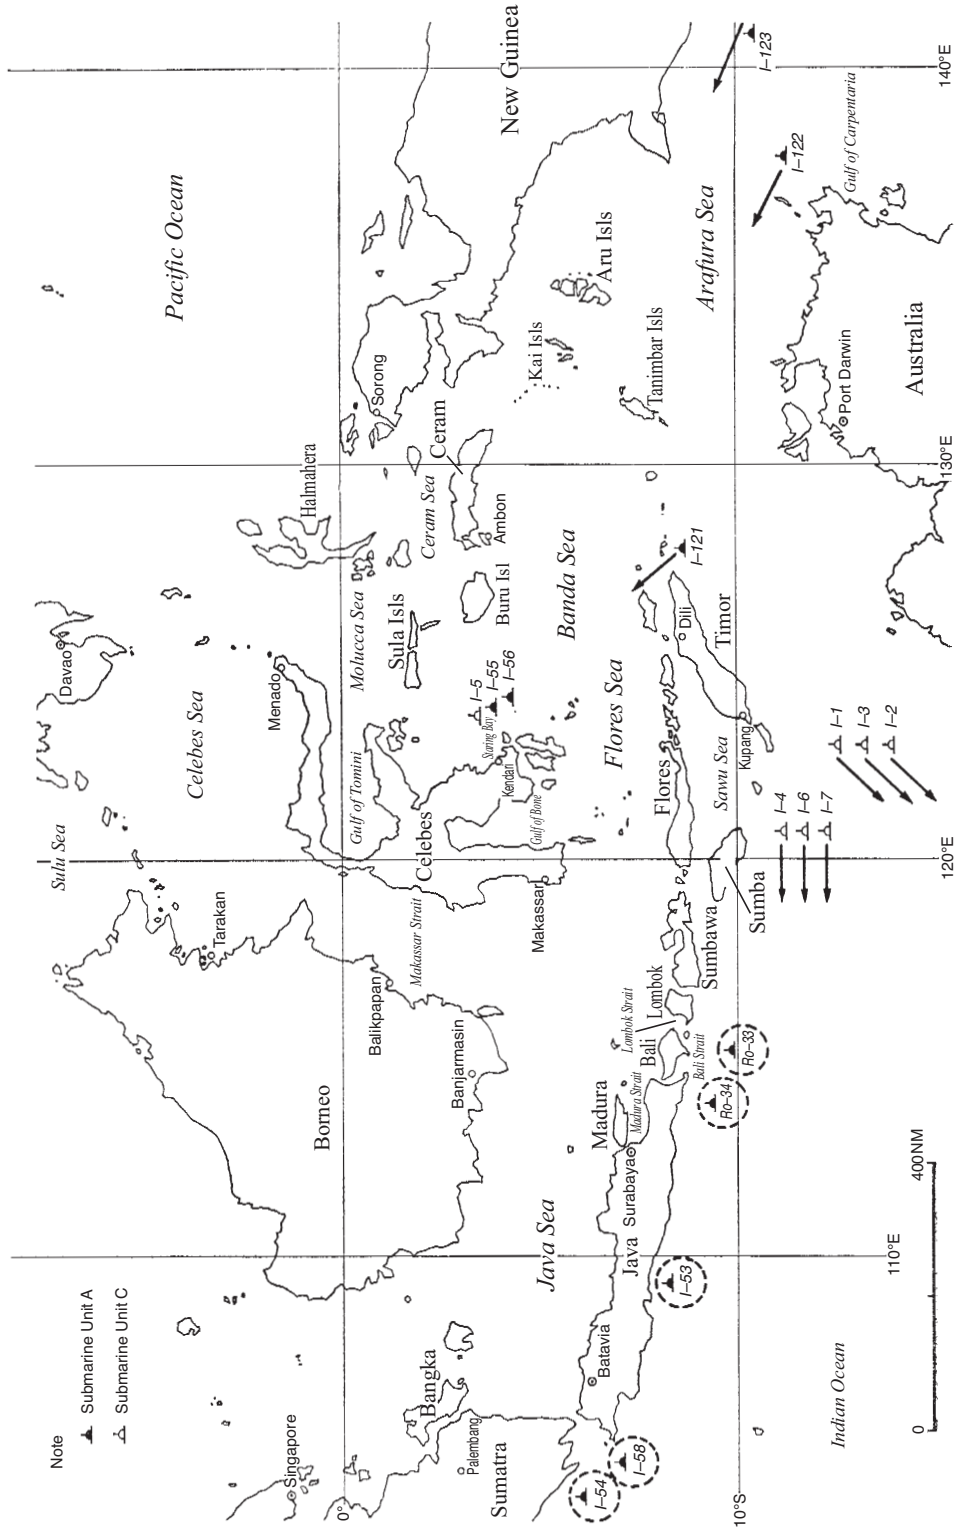 Note
Submarine Unit A
Submarine Unit C
Singapore
0°
Palembang
Sumatra
Bangka
I–54
I–58
10°S
Indian Ocean
0
400NM
Batavia
Java
Java Sea
I–53
110°E
Borneo
Surabaya
Madura
Madura Strait
Ro–34
Ro–33
Bali
Bali Strait
Lombok Strait
Lombok
Sumbawa
Sumba
Banjarmasin
Balikpapan
Tarakan
Makassar Strait
Makassar
Celebes
Sulu Sea
Celebes Sea
Gulf of Tomini
Gulf of Bone
Kendari
Staring Bay
I–5
I–55
I–56
Menado
Davao
Molucca Sea
Sula Isls
Buru Isl
Banda Sea
Flores Sea
Flores
Sawu Sea
Kupang
Timor
Dili
I–121
I–4
I–6
I–7
I–1
I–3
I–2
120°E
Halmahera
Ceram Sea
Ceram
Ambon
130°E
Sorong
Pacific Ocean
Kai Isls
Aru Isls
Tanimbar Isls
Arafura Sea
Port Darwin
Australia
New Guinea
I–122
I–123
Gulf of Carpentaria
140°E